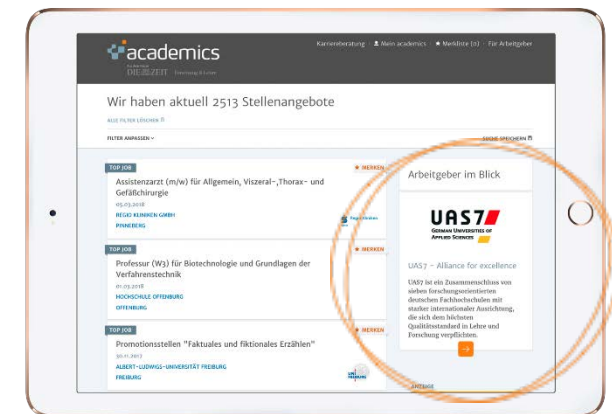 academics
DIE ZEIT Forschung & Lehre
Karriereberatung Mein academics Merkliste (0) Für Arbeitgeber
Wir haben aktuell 2513 Stellenangebote
ALLE FILTER LÖSCHEN
FILTER ANPASSEN
SUCHE SPEICHERN
TOP JOB
MERKEN
Assistenzarzt (m/w) für Allgemein, Viszeral-,Thorax- und
Gefäßchirurgie
05.03.2018
REGIO KLINIKEN GMBH
PINNEBERG
TOP JOB
MERKEN
Professur (W3) für Biotechnologie und Grundlagen der
Verfahrenstechnik
01.03.2018
HOCHSCHULE OFFENBURG
OFFENBURG
TOP JOB
MERKEN
Promotionsstellen "Faktuales und fiktionales Erzählen"
30.11.2017
ALBERT-LUDWIGS-UNIVERSITÄT FREIBURG
FREIBURG
Arbeitgeber im Blick
UAS7
GERMAN UNIVERSITIES OF
APPLIED SCIENCES
UAS7 – Alliance for excellence
UAS7 ist ein Zusammenschluss von
sieben forschungsorientierten
deutschen Fachhochschulen mit
starker internationaler Ausrichtung,
die sich dem höchsten
Qualitätsstandard in Lehre und
Forschung verpflichten.
ANZEIGE